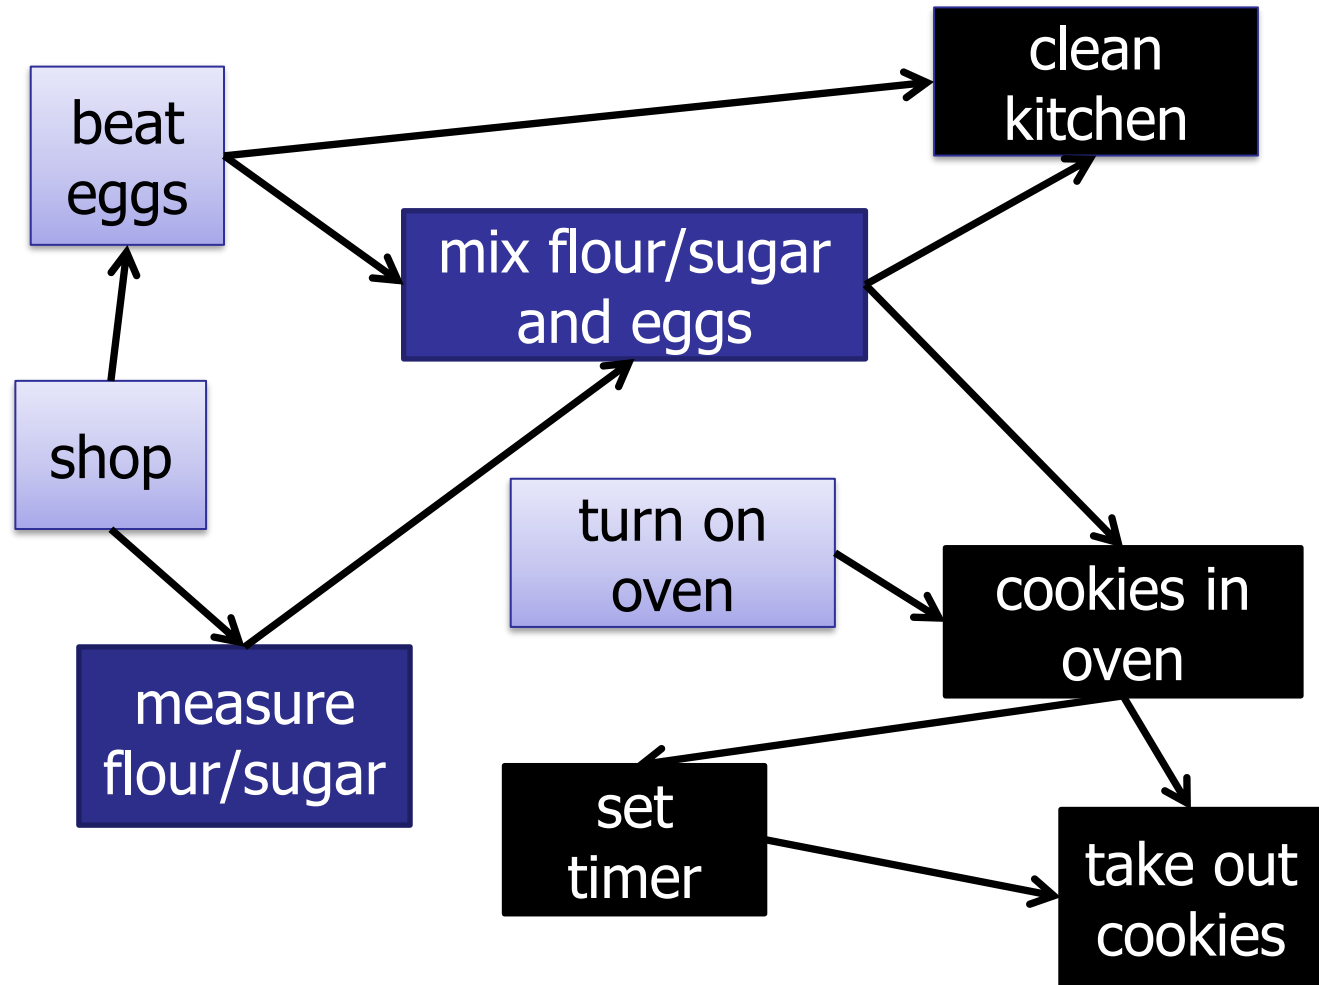 clean
kitchen
beat
eggs
mix flour/sugar
and eggs
shop
turn on
oven
cookies in
oven
measure
flour/sugar
set
timer
take out
cookies